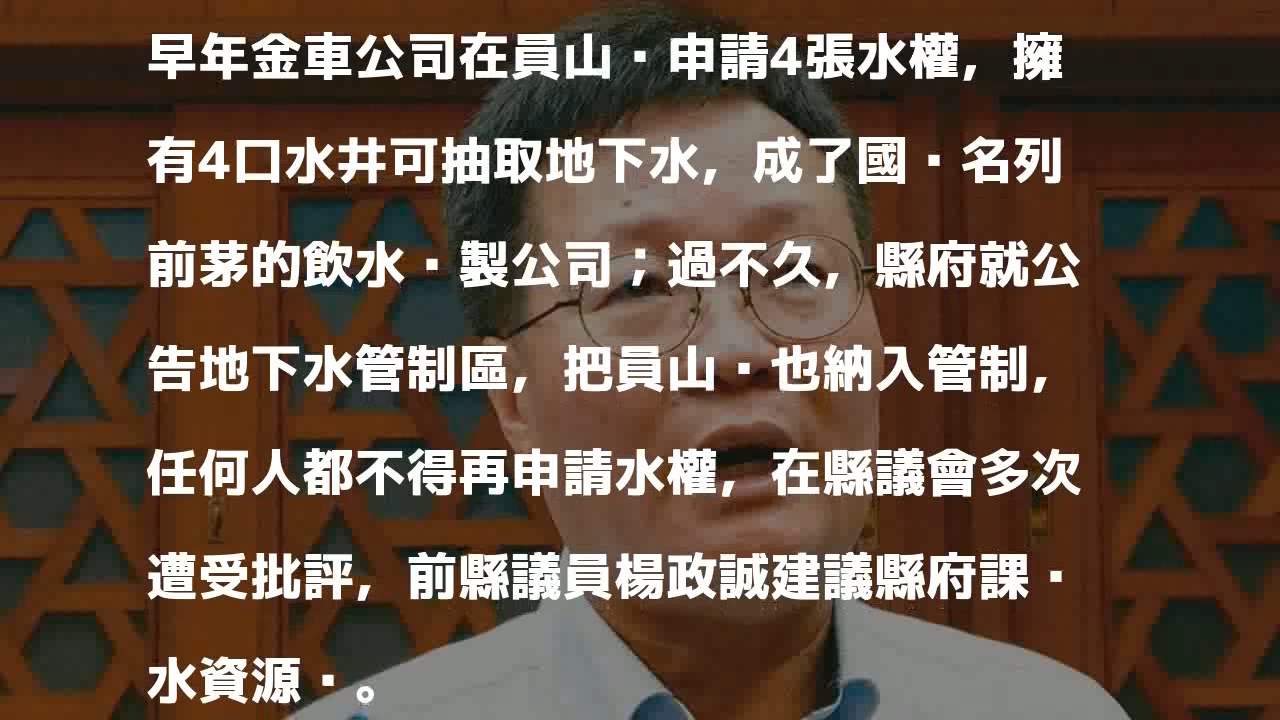 早年金車公司在員山▪申請4張水權，擁
有4口水井可抽取地下水，成了國▪名列
前茅的飲水▪製公司；過不久，縣府就公
告地下水管制區，把員山▪也納入管制，
任何人都不得再申請水權，在縣議會多次
遭受批評，前縣議員楊政誠建議縣府課▪
水資源▪。